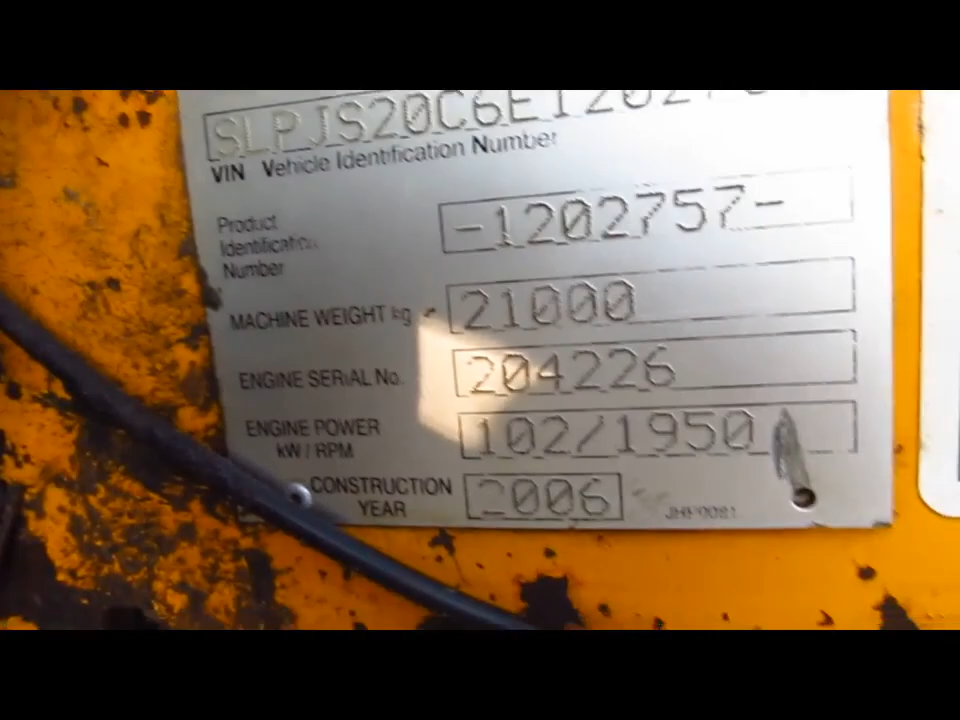 SLPJS20C6E12027
VIN Vehicle Identification Number
Product
Identification
Number
-1202757-
MACHINE WEIGHT kg 21000
ENGINE SERIAL No. 204226
ENGINE POWER
kW / RPM
102/1950
CONSTRUCTION
YEAR
2006